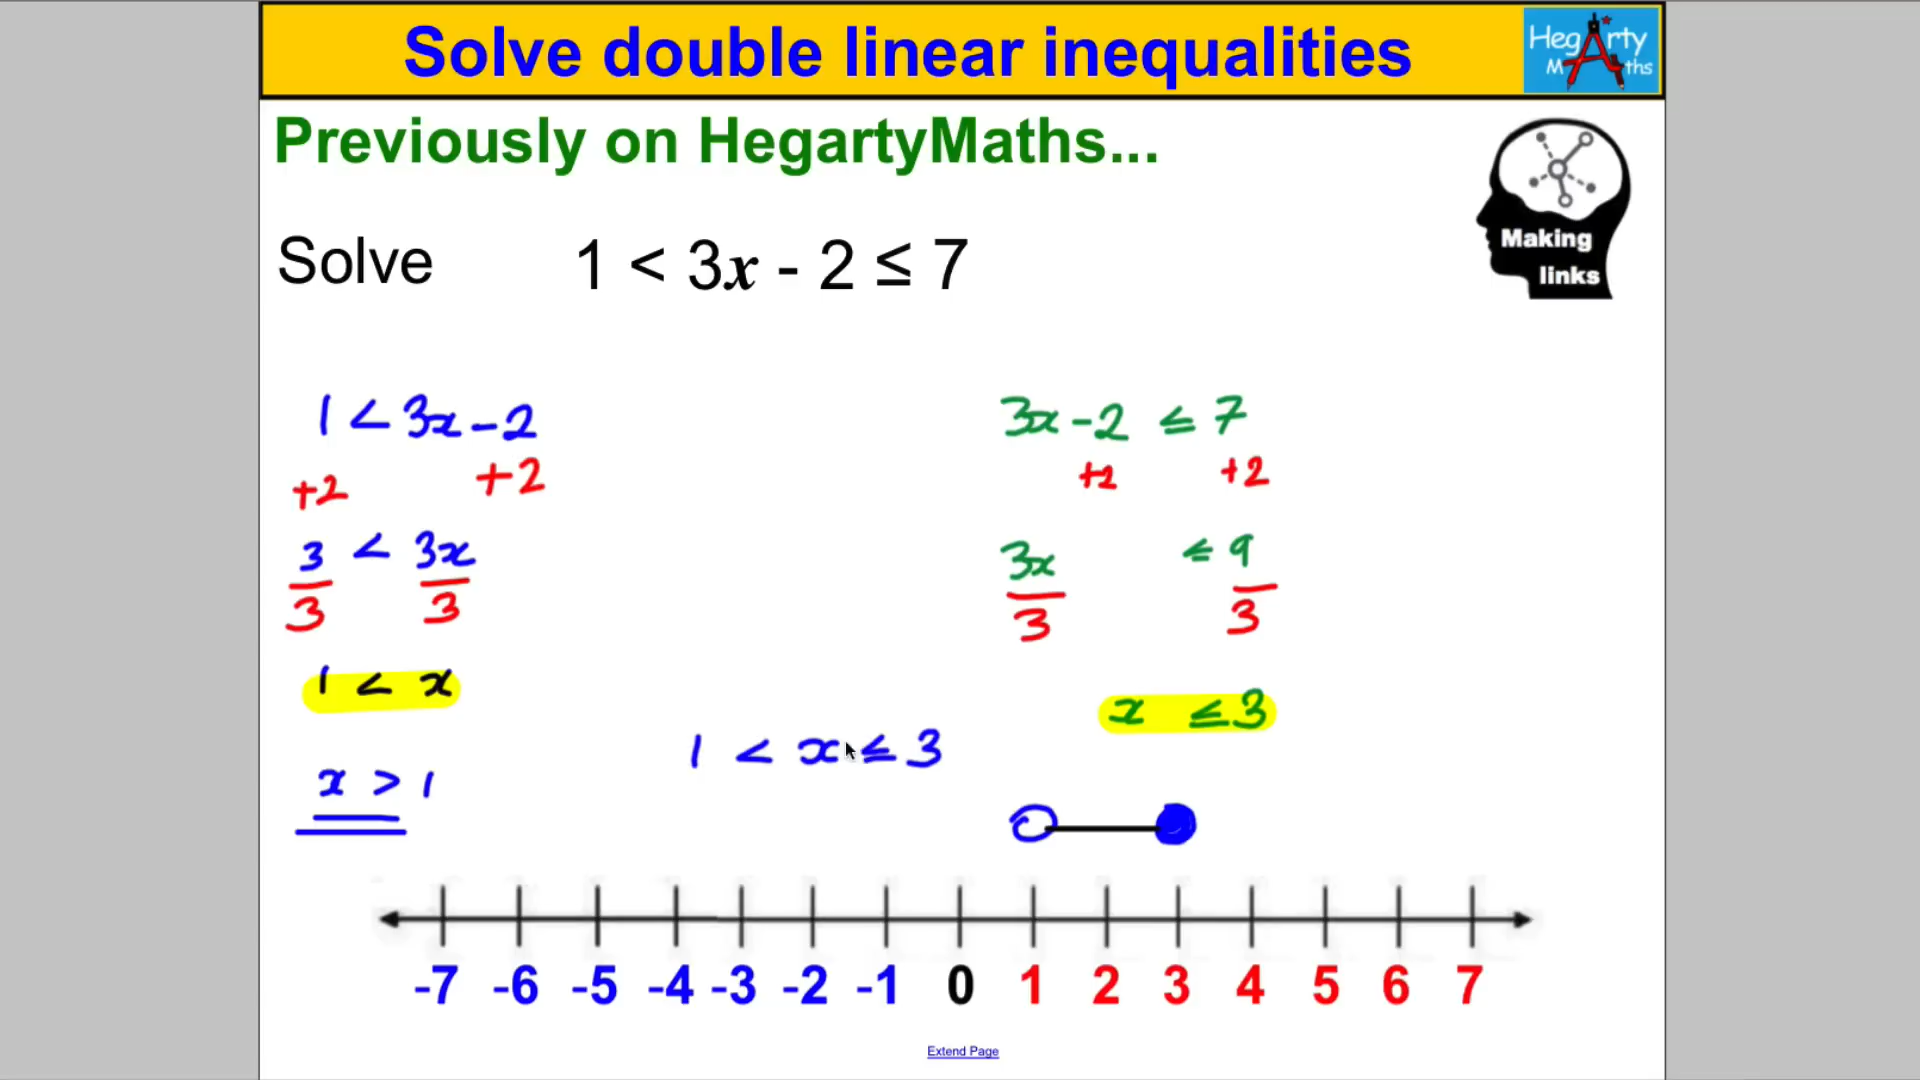 Solve double linear inequalities
HegArty
Maths
Previously on HegartyMaths...
Making
links
Solve 1 < 3x - 2 ≤ 7
1 < 3x - 2
+2 +2
3 < 3x
3 3
1 < x
x > 1
3x - 2 ≤ 7
+2 +2
3x ≤ 9
3 3
x ≤ 3
1 < x ≤ 3
-7 -6 -5 -4 -3 -2 -1 0 1 2 3 4 5 6 7
Extend Page